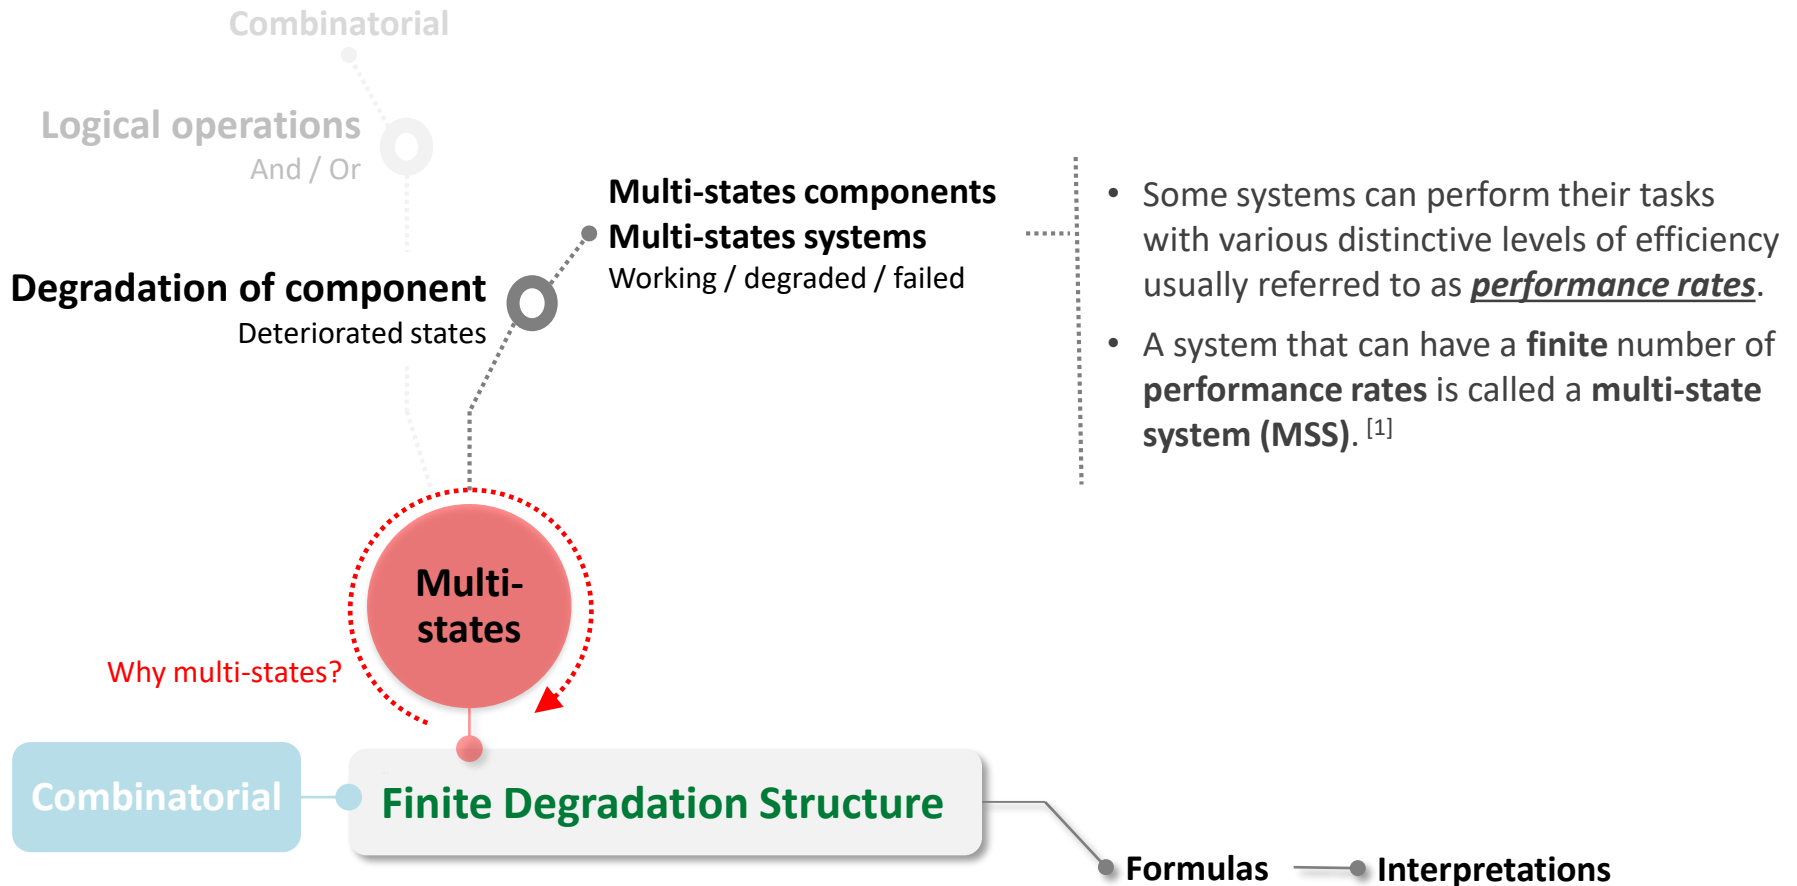 Combinatorial
Logical operations
And / Or
Degradation of component
Deteriorated states
Multi-states components
Multi-states systems
Working / degraded / failed
• Some systems can perform their tasks
with various distinctive levels of efficiency
usually referred to as performance rates.
• A system that can have a finite number of
performance rates is called a multi-state
system (MSS). [1]
Multi-
states
Why multi-states?
Combinatorial
Finite Degradation Structure
Formulas
Interpretations